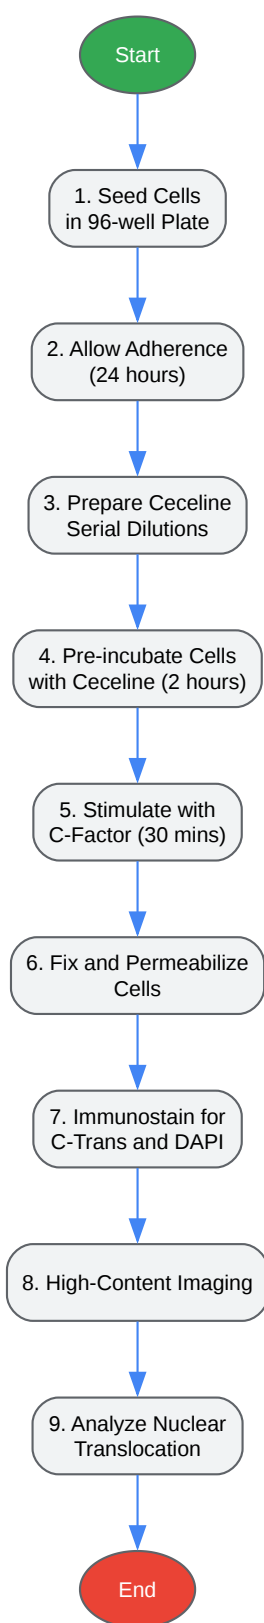 Start
1. Seed Cells
in 96-well Plate
2. Allow Adherence
(24 hours)
3. Prepare Ceceline
Serial Dilutions
4. Pre-incubate Cells
with Ceceline (2 hours)
5. Stimulate with
C-Factor (30 mins)
6. Fix and Permeabilize
Cells
7. Immunostain for
C-Trans and DAPI
8. High-Content Imaging
9. Analyze Nuclear
Translocation
End